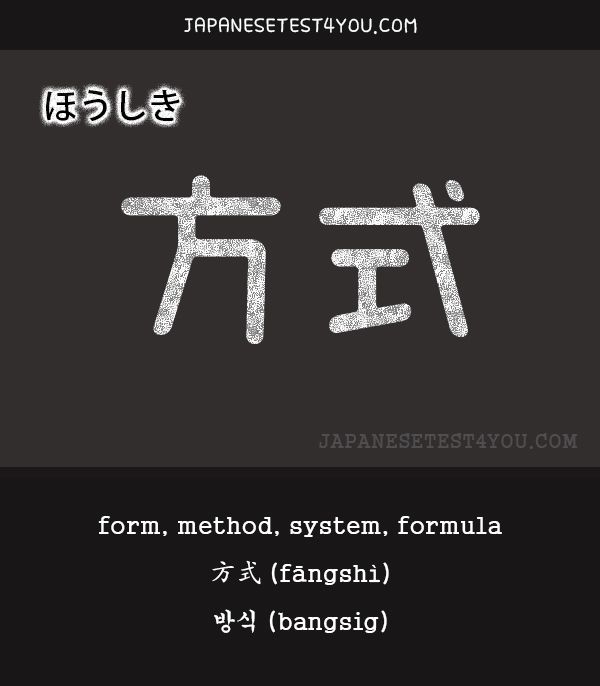 JAPANESETEST4YOU.COM
ほうしき
方式
JAPANESETEST4YOU.COM
form, method, system, formula
方式 (fāngshì)
방식 (bangsig)